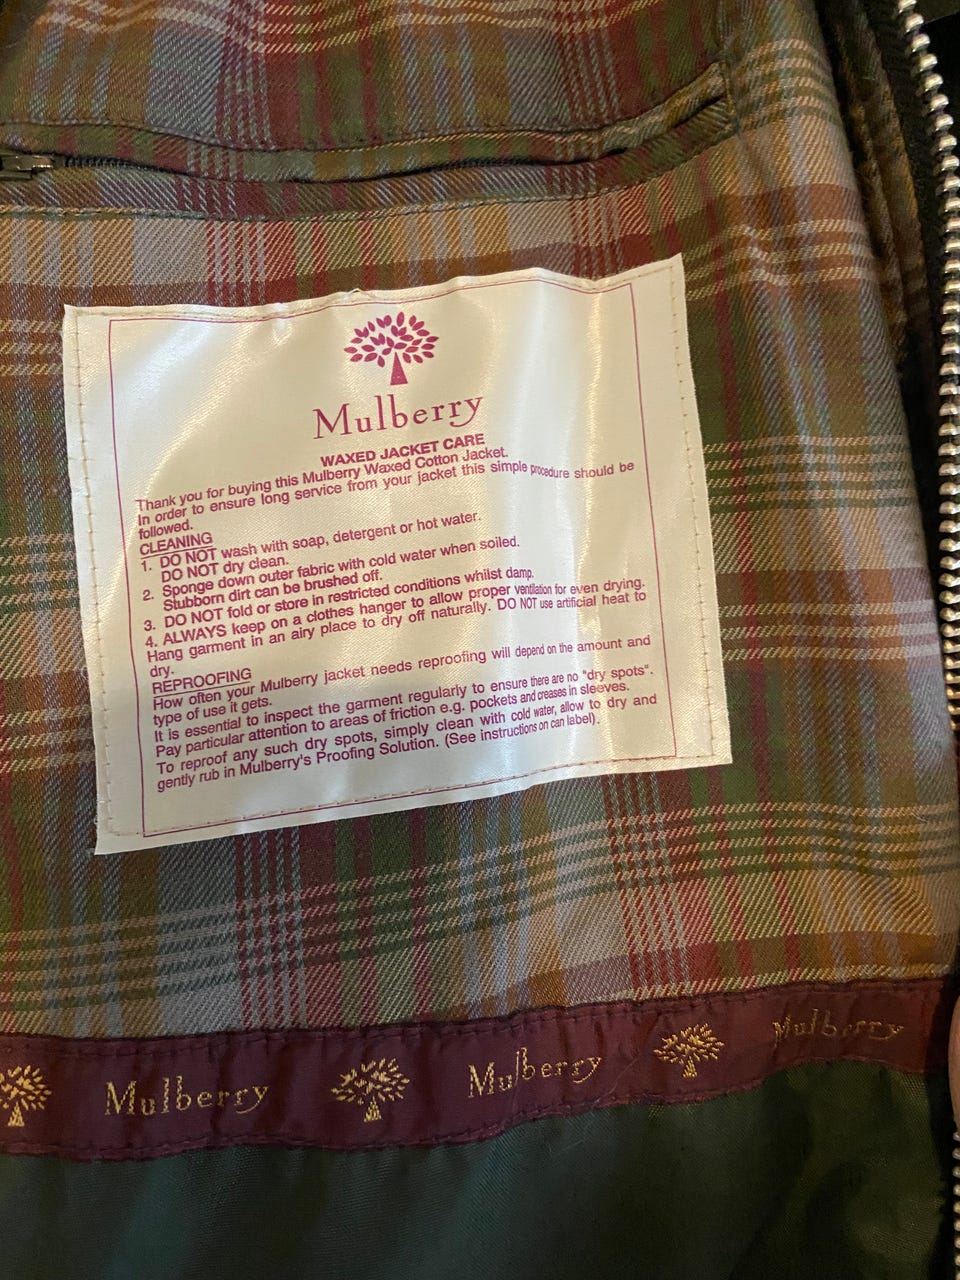 Mulberry
WAXED JACKET CARE
Thank you for buying this Mulberry Waxed Cotton Jacket.
In order to ensure long service from your jacket this simple procedure should be
followed.
CLEANING
1. DO NOT wash with soap, detergent or hot water.
DO NOT dry clean.
2. Sponge down outer fabric with cold water when soiled.
Stubborn dirt can be brushed off.
3. DO NOT fold or store in restricted conditions whilst damp.
4. ALWAYS keep on a clothes hanger to allow proper ventilation for even drying.
Hang garment in an airy place to dry off naturally. DO NOT use artificial heat to
dry.
REPROOFING
How often your Mulberry jacket needs reproofing will depend on the amount and
type of use it gets.
It is essential to inspect the garment regularly to ensure there are no "dry spots".
Pay particular attention to areas of friction e.g. pockets and creases in sleeves.
To reproof any such dry spots, simply clean with cold water, allow to dry and
gently rub in Mulberry's Proofing Solution. (See instructions on can label).
Mulberry Mulberry Mulberry